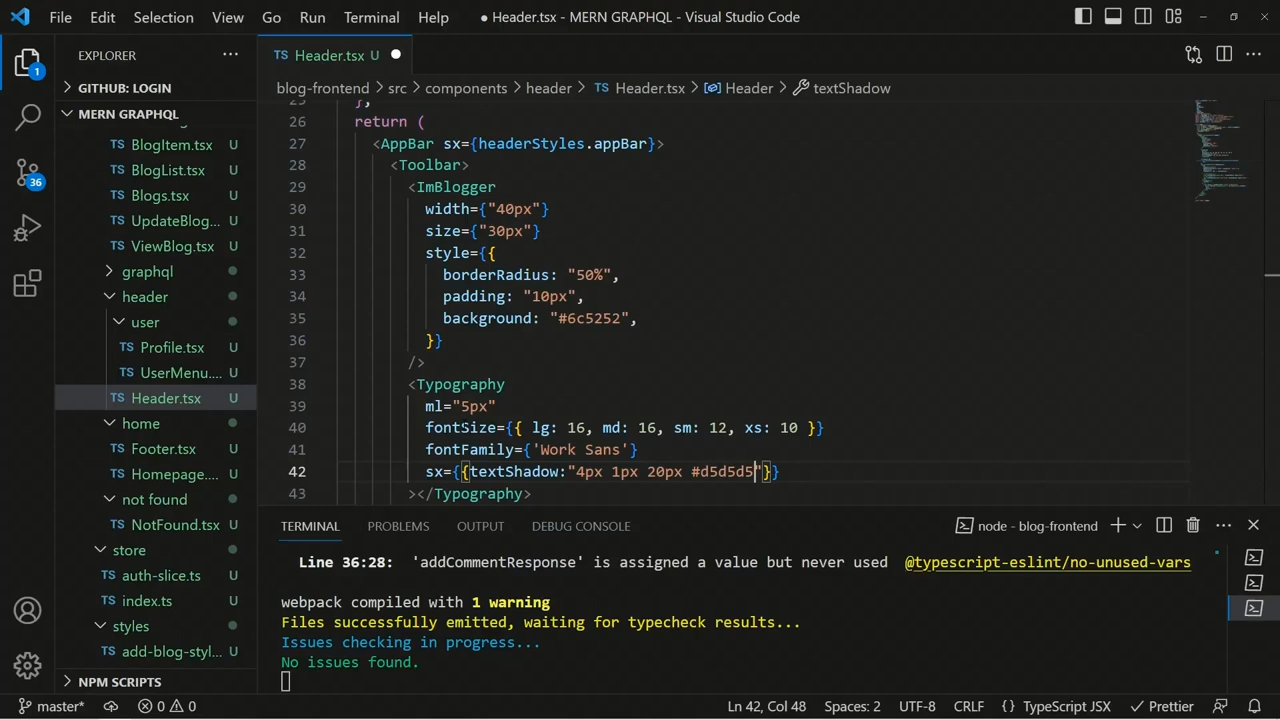 File Edit Selection View Go Run Terminal Help ● Header.tsx - MERN GRAPHQL - Visual Studio Code
EXPLORER ...
GITHUB: LOGIN
MERN GRAPHQL
TS BlogItem.tsx U
TS BlogList.tsx U
TS Blogs.tsx U
TS UpdateBlog... U
TS ViewBlog.tsx U
graphql
header
user
TS Profile.tsx U
TS UserMenu.... U
TS Header.tsx U
home
TS Footer.tsx U
TS Homepage.... U
not found
TS NotFound.tsx U
store
TS auth-slice.ts U
TS index.ts U
styles
TS add-blog-styl... U
NPM SCRIPTS
1
36
TS Header.tsx U ●
blog-frontend > src > components > header > TS Header.tsx > Header > textShadow
25 },
26 return (
27 <AppBar sx={headerStyles.appBar}>
28 <Toolbar>
29 <ImBlogger
30 width={"40px"}
31 size={"30px"}
32 style={{
33 borderRadius: "50%",
34 padding: "10px",
35 background: "#6c5252",
36 }}
37 />
38 <Typography
39 ml="5px"
40 fontSize={{ lg: 16, md: 16, sm: 12, xs: 10 }}
41 fontFamily={'Work Sans'}
42 sx={{textShadow:"4px 1px 20px #d5d5d5"}}
43 ></Typography>
TERMINAL PROBLEMS OUTPUT DEBUG CONSOLE node - blog-frontend
Line 36:28: 'addCommentResponse' is assigned a value but never used @typescript-eslint/no-unused-vars
webpack compiled with 1 warning
Files successfully emitted, waiting for typecheck results...
Issues checking in progress...
No issues found.
master* 0 0 Ln 42, Col 48 Spaces: 2 UTF-8 CRLF {} TypeScript JSX Prettier